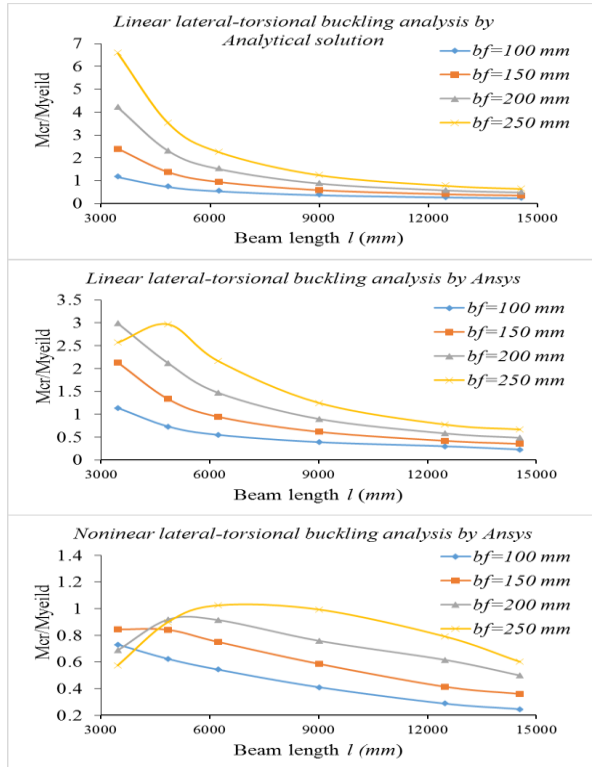 Linear lateral-torsional buckling analysis by
Analytical solution
7
6
5
4
3
2
1
0
Mcr/Myeild
bf=100 mm
bf=150 mm
bf=200 mm
bf=250 mm
3000 6000 9000 12000 15000
Beam length l (mm)
Linear lateral-torsional buckling analysis by Ansys
3.5
3
2.5
2
1.5
1
0.5
0
Mcr/Myeild
bf=100 mm
bf=150 mm
bf=200 mm
bf=250 mm
3000 6000 9000 12000 15000
Beam length l (mm)
Noninear lateral-torsional buckling analysis by Ansys
1.4
1.2
1
0.8
0.6
0.4
0.2
Mcr/Myeild
bf=100 mm
bf=150 mm
bf=200 mm
bf=250 mm
3000 6000 9000 12000 15000
Beam length l (mm)